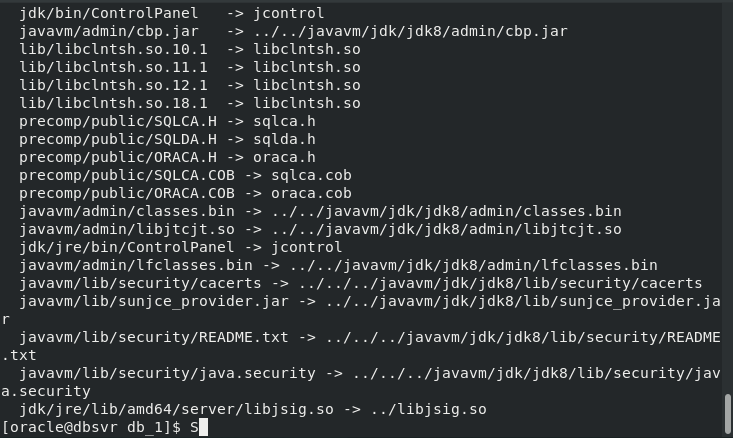 jdk/bin/ControlPanel   -> jcontrol
javavm/admin/cbp.jar   -> ../../javavm/jdk/jdk8/admin/cbp.jar
lib/libclntsh.so.10.1  -> libclntsh.so
lib/libclntsh.so.11.1  -> libclntsh.so
lib/libclntsh.so.12.1  -> libclntsh.so
lib/libclntsh.so.18.1  -> libclntsh.so
precomp/public/SQLCA.H -> sqlca.h
precomp/public/SQLDA.H -> sqlda.h
precomp/public/ORACA.H -> oraca.h
precomp/public/SQLCA.COB -> sqlca.cob
precomp/public/ORACA.COB -> oraca.cob
javavm/admin/classes.bin -> ../../javavm/jdk/jdk8/admin/classes.bin
javavm/admin/libjtcjt.so -> ../../javavm/jdk/jdk8/admin/libjtcjt.so
jdk/jre/bin/ControlPanel -> jcontrol
javavm/admin/lfclasses.bin -> ../../javavm/jdk/jdk8/admin/lfclasses.bin
javavm/lib/security/cacerts -> ../../../javavm/jdk/jdk8/lib/security/cacerts
javavm/lib/sunjce_provider.jar -> ../../javavm/jdk/jdk8/lib/sunjce_provider.ja
r
javavm/lib/security/README.txt -> ../../../javavm/jdk/jdk8/lib/security/README
.txt
javavm/lib/security/java.security -> ../../../javavm/jdk/jdk8/lib/security/jav
a.security
jdk/jre/lib/amd64/server/libjsig.so -> ../libjsig.so
[oracle@dbsvr db_1]$ S